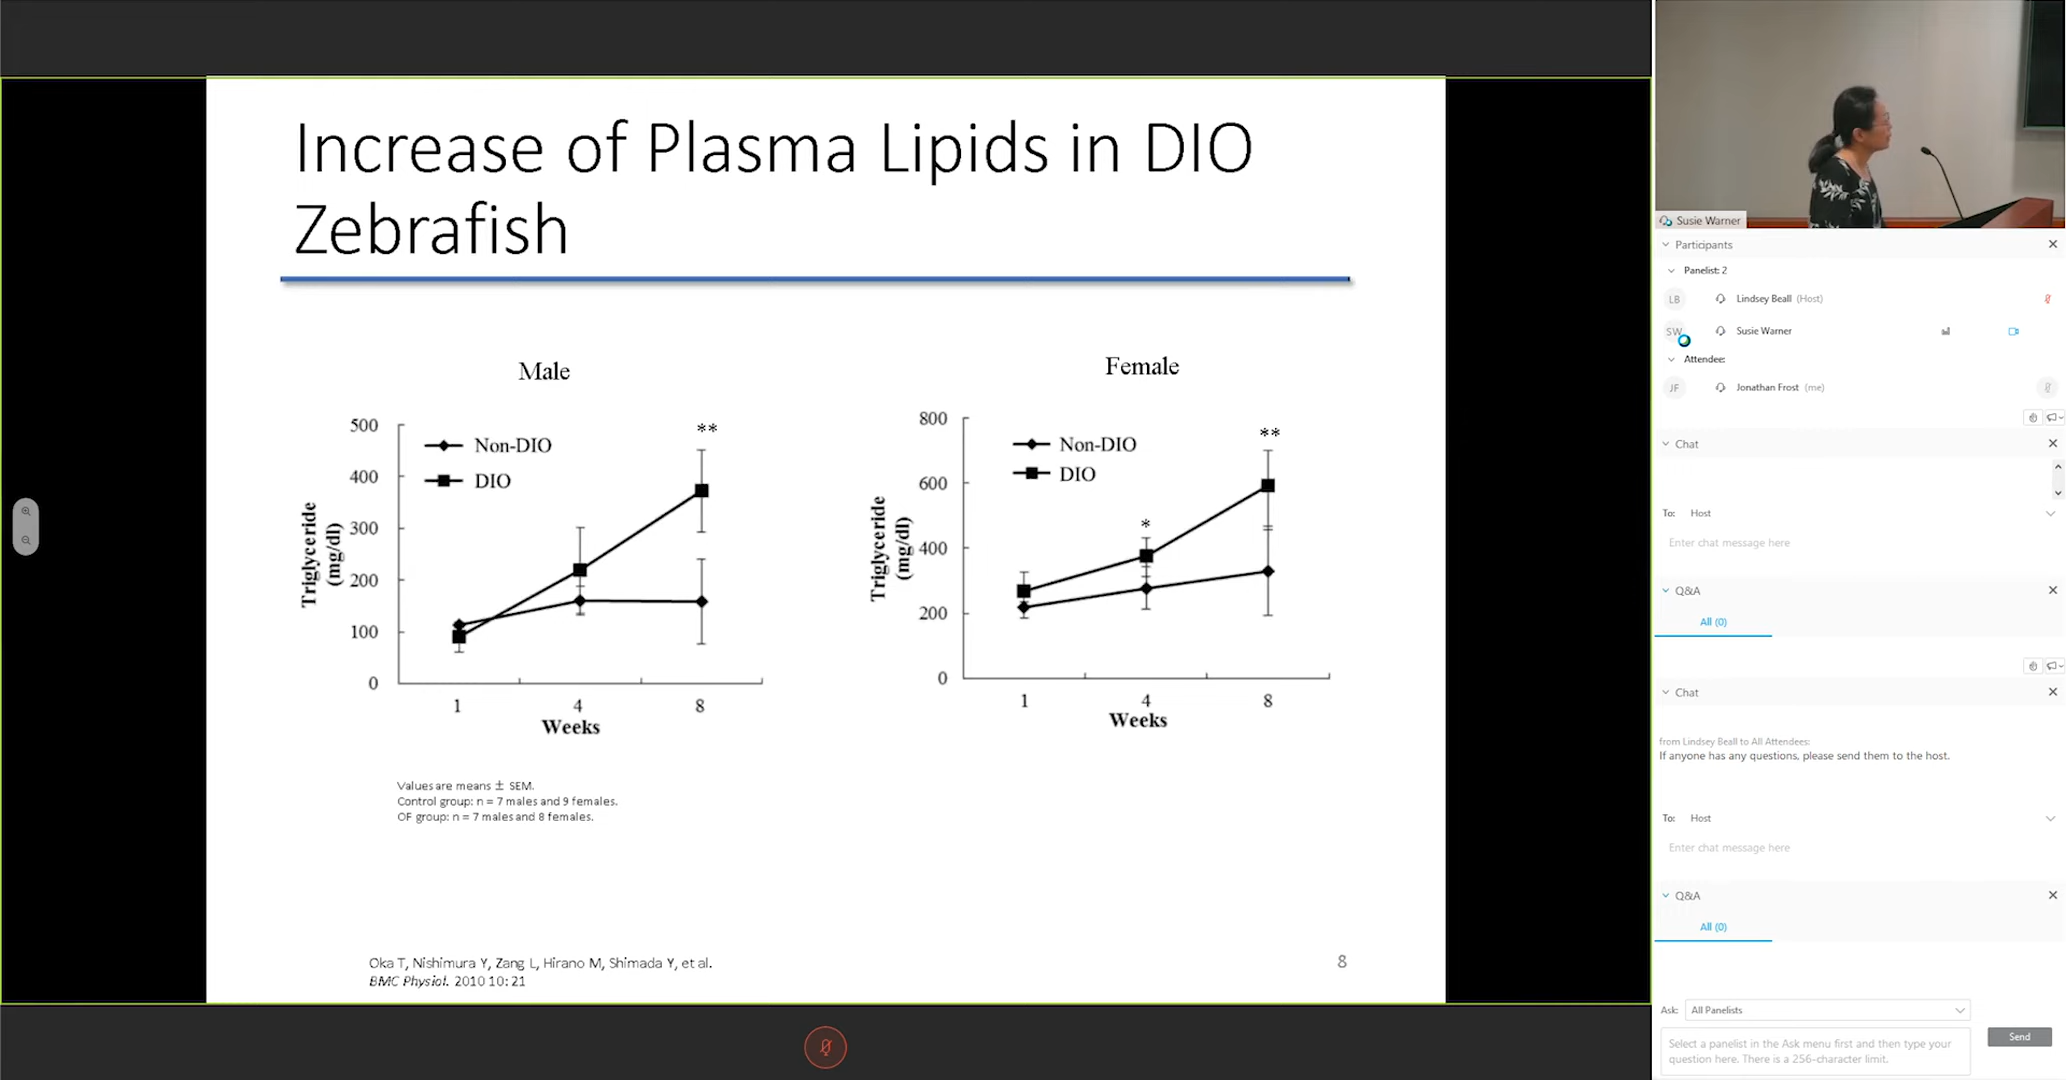 Increase of Plasma Lipids in DIO
Zebrafish
Male
500
400
300
200
100
0
Triglyceride
(mg/dl)
Non-DIO
DIO
**
1
4
8
Weeks
Female
800
600
400
200
0
Triglyceride
(mg/dl)
Non-DIO
DIO
*
**
1
4
8
Weeks
Values are means ± SEM.
Control group: n = 7 males and 9 females.
OF group: n = 7 males and 8 females.
Oka T, Nishimura Y, Zang L, Hirano M, Shimada Y, et al.
BMC Physiol. 2010 10:21
8
Susie Warner
Participants
Panelist: 2
LB Lindsey Beall (Host)
SW Susie Warner
Attendee:
JF Jonathan Frost (me)
Chat
To: Host
Enter chat message here
Q&A
All (0)
Chat
from Lindsey Beall to All Attendees:
If anyone has any questions, please send them to the host.
To: Host
Enter chat message here
Q&A
All (0)
Ask: All Panelists
Select a panelist in the Ask menu first and then type your
question here. There is a 256-character limit.
Send